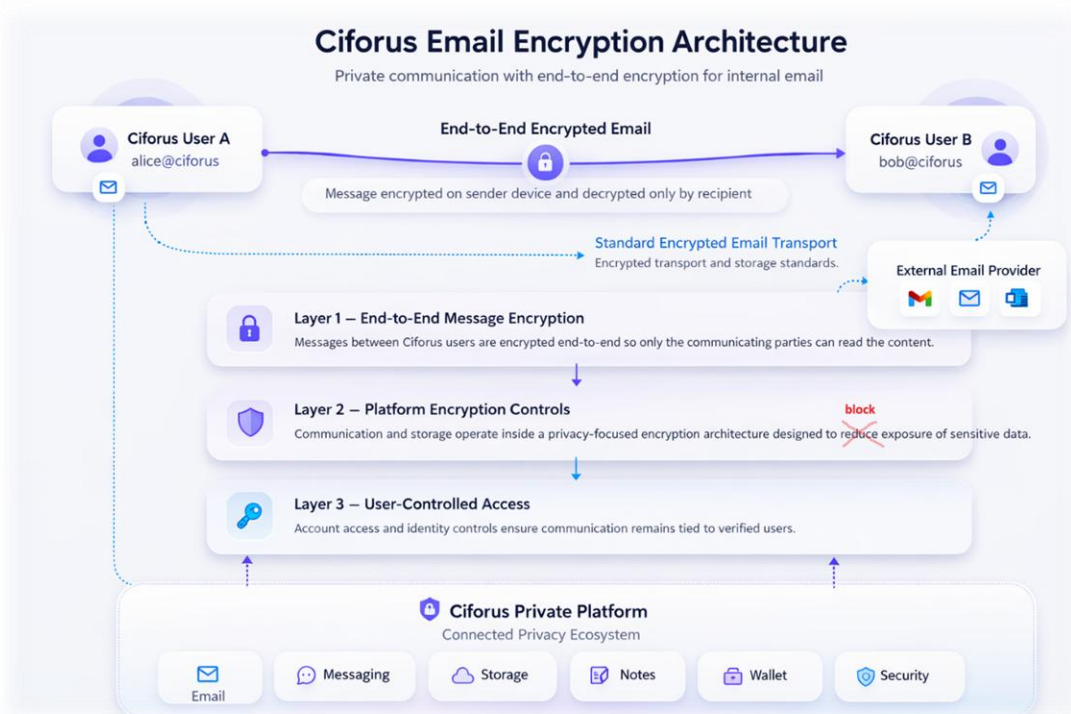 Ciforus Email Encryption Architecture
Private communication with end-to-end encryption for internal email
Ciforus User A
alice@ciforus
End-to-End Encrypted Email
Message encrypted on sender device and decrypted only by recipient
Ciforus User B
bob@ciforus
Standard Encrypted Email Transport
Encrypted transport and storage standards.
External Email Provider
Layer 1 – End-to-End Message Encryption
Messages between Ciforus users are encrypted end-to-end so only the communicating parties can read the content.
Layer 2 – Platform Encryption Controls
block
Communication and storage operate inside a privacy-focused encryption architecture designed to reduce exposure of sensitive data.
Layer 3 – User-Controlled Access
Account access and identity controls ensure communication remains tied to verified users.
Ciforus Private Platform
Connected Privacy Ecosystem
Email
Messaging
Storage
Notes
Wallet
Security